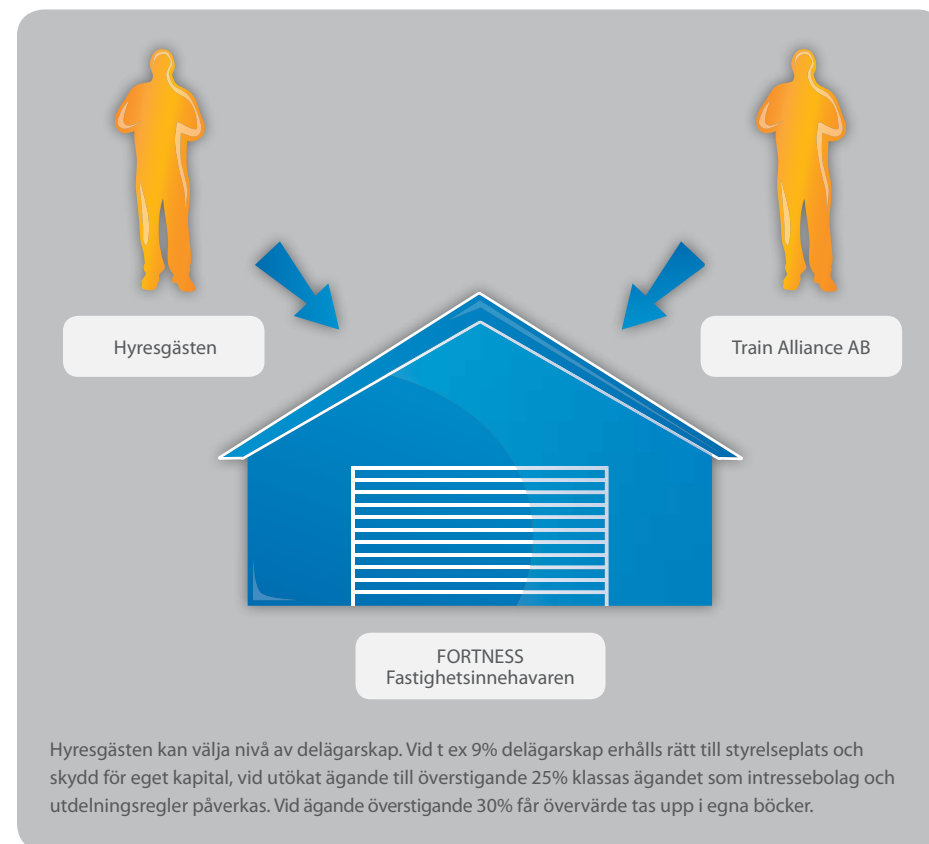 Hyresgästen
Train Alliance AB
FORTNESS
Fastighetsinnehavaren
Hyresgästen kan välja nivå av delägarskap. Vid t ex 9% delägarskap erhålls rätt till styrelseplats och
skydd för eget kapital, vid utökat ägande till överstigande 25% klassas ägandet som intressebolag och
utdelningsregler påverkas. Vid ägande överstigande 30% får övervärde tas upp i egna böcker.